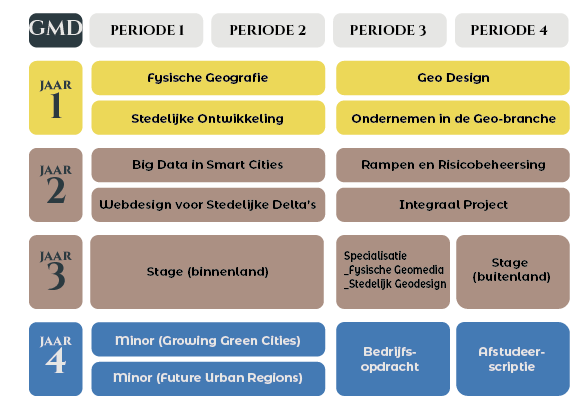 GMD PERIODE 1 PERIODE 2 PERIODE 3 PERIODE 4
JAAR
1
Fysische Geografie
Geo Design
Stedelijke Ontwikkeling
Ondernemen in de Geo-branche
JAAR
2
Big Data in Smart Cities
Rampen en Risicobeheersing
Webdesign voor Stedelijke Delta's
Integraal Project
JAAR
3
Stage (binnenland)
Specialisatie
_Fysische Geomedia
_Stedelijk Geodesign
Stage
(buitenland)
JAAR
4
Minor (Growing Green Cities)
Minor (Future Urban Regions)
Bedrijfs-
opdracht
Afstudeer-
scriptie